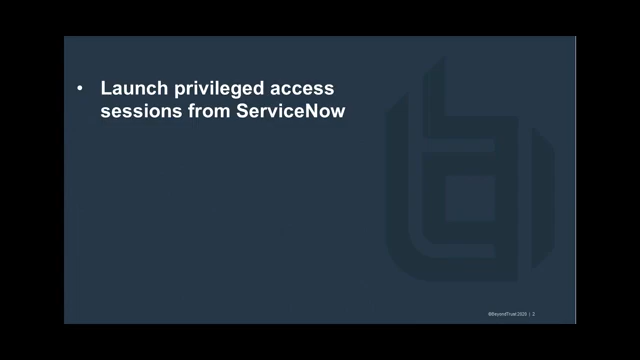 • Launch privileged access
sessions from ServiceNow
©BeyondTrust 2020 | 2